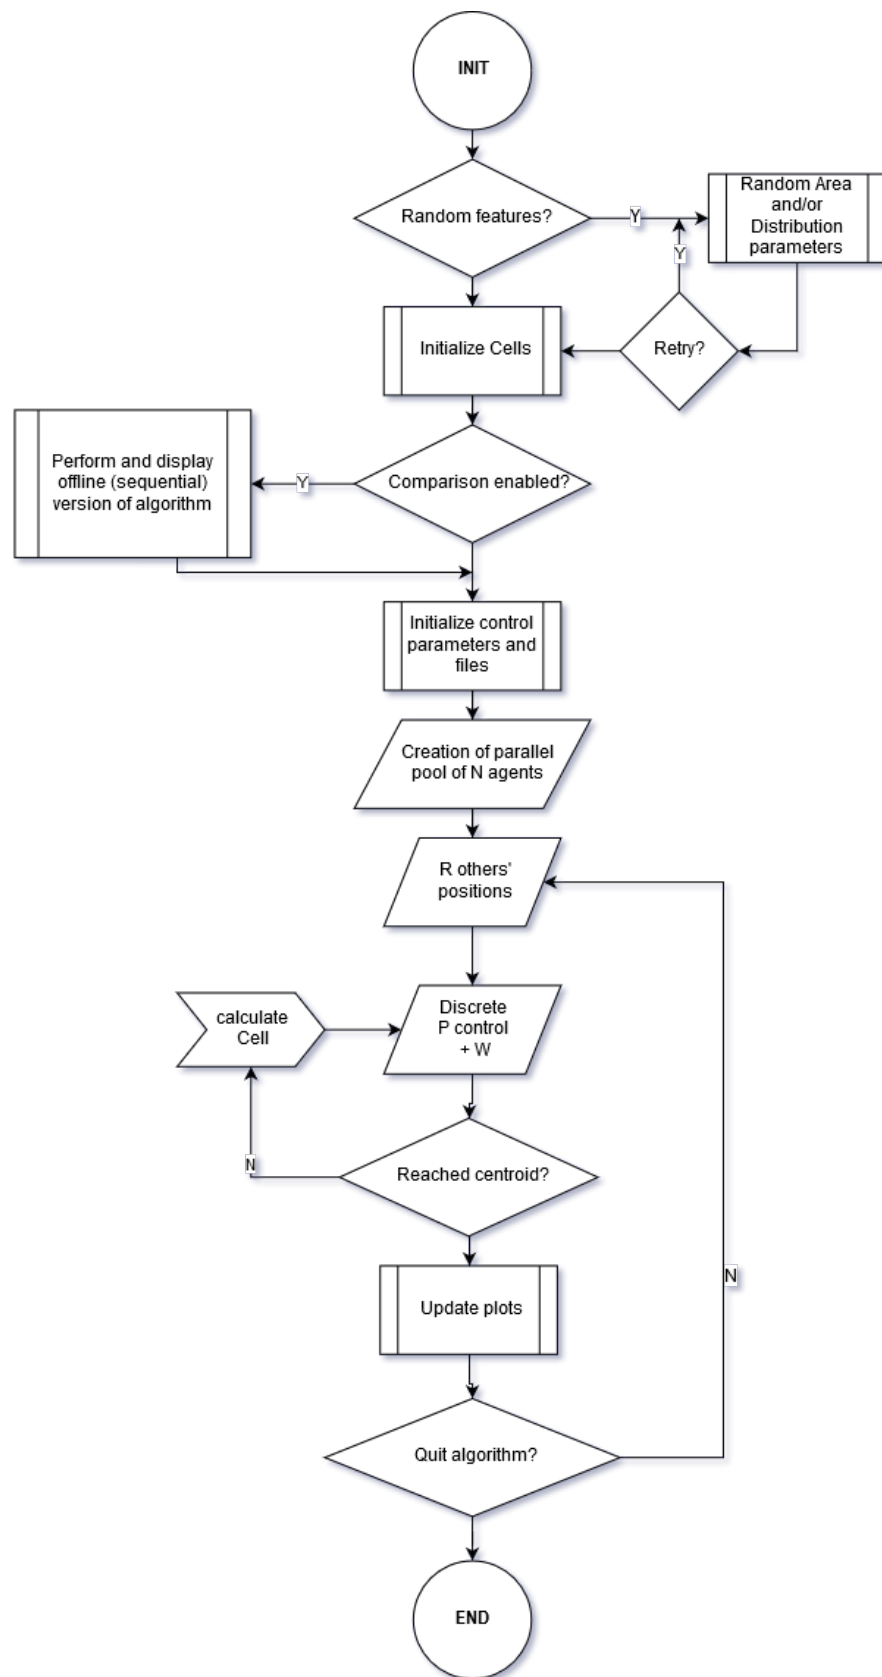 INIT
Random features?
Y
Random Area
and/or
Distribution
parameters
Y
Initialize Cells
Retry?
Perform and display
offline (sequential)
version of algorithm
Y
Comparison enabled?
Initialize control
parameters and
files
Creation of parallel
pool of N agents
R others'
positions
calculate
Cell
Discrete
P control
+ W
N
Reached centroid?
N
Update plots
Quit algorithm?
END